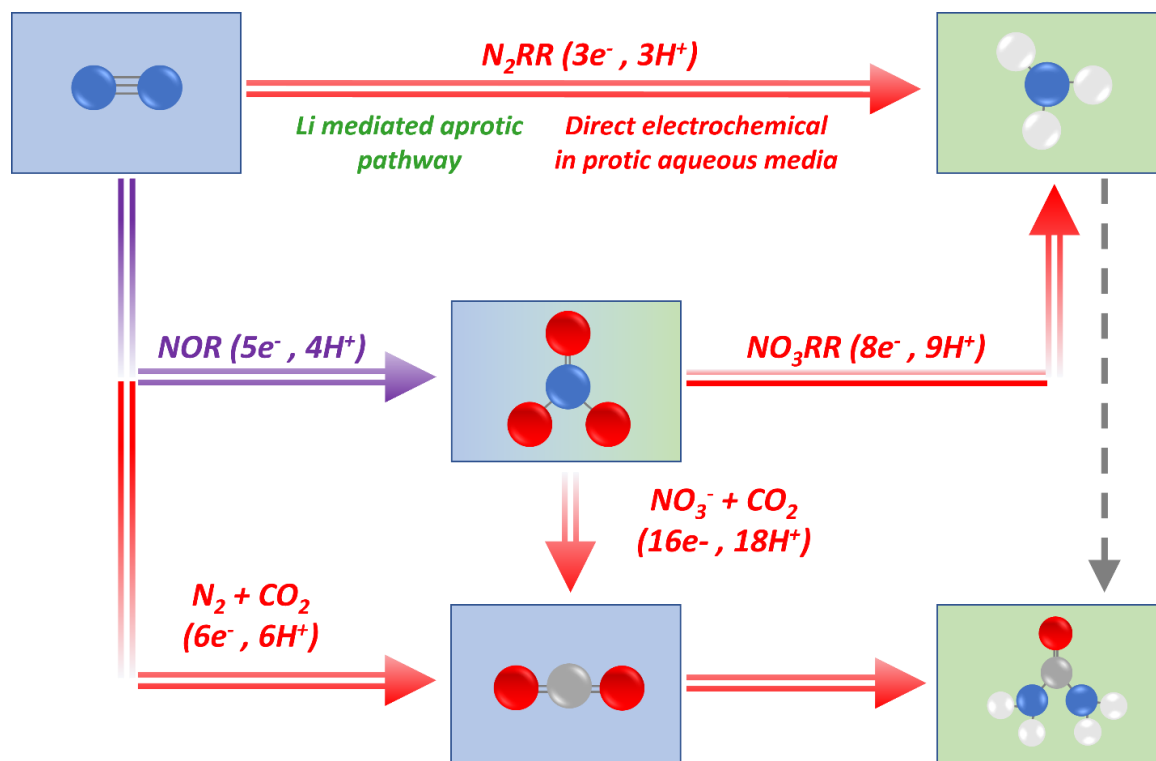 N₂RR (3e⁻ , 3H⁺)
Li mediated aprotic
pathway
Direct electrochemical
in protic aqueous media
NOR (5e⁻ , 4H⁺)
NO₃RR (8e⁻ , 9H⁺)
NO₃⁻ + CO₂
(16e- , 18H⁺)
N₂ + CO₂
(6e⁻ , 6H⁺)